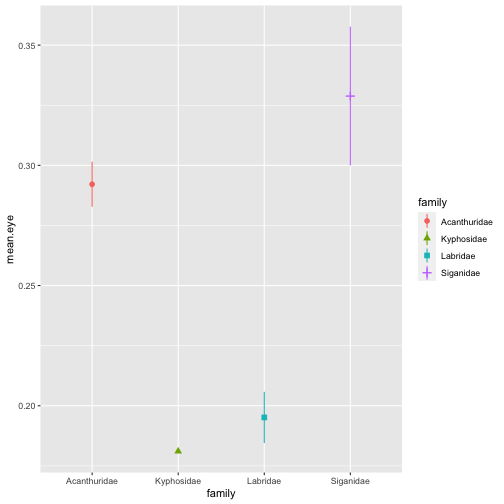 0.35
0.30
0.25
0.20
mean.eye
Acanthuridae Kyphosidae Labridae Siganidae
family
family
Acanthuridae
Kyphosidae
Labridae
Siganidae